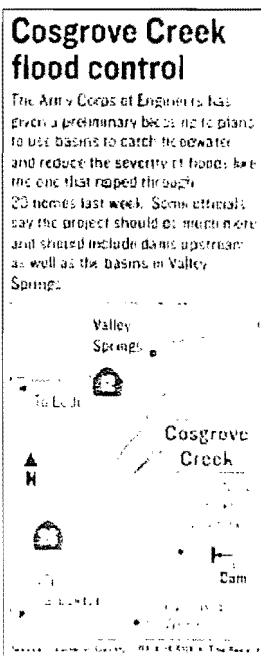 Cosgrove Creek
flood control
The Army Corps of Engineers has
given a preliminary blessing to plans
to use basins to catch floodwater
and reduce the severity of floods like
the one that ripped through
20 homes last week. Some officials
say the project should do much more
and should include dams upstream
as well as the basins in Valley
Springs
Valley
Springs
To Lodi
Cosgrove
Creek
N
Dam